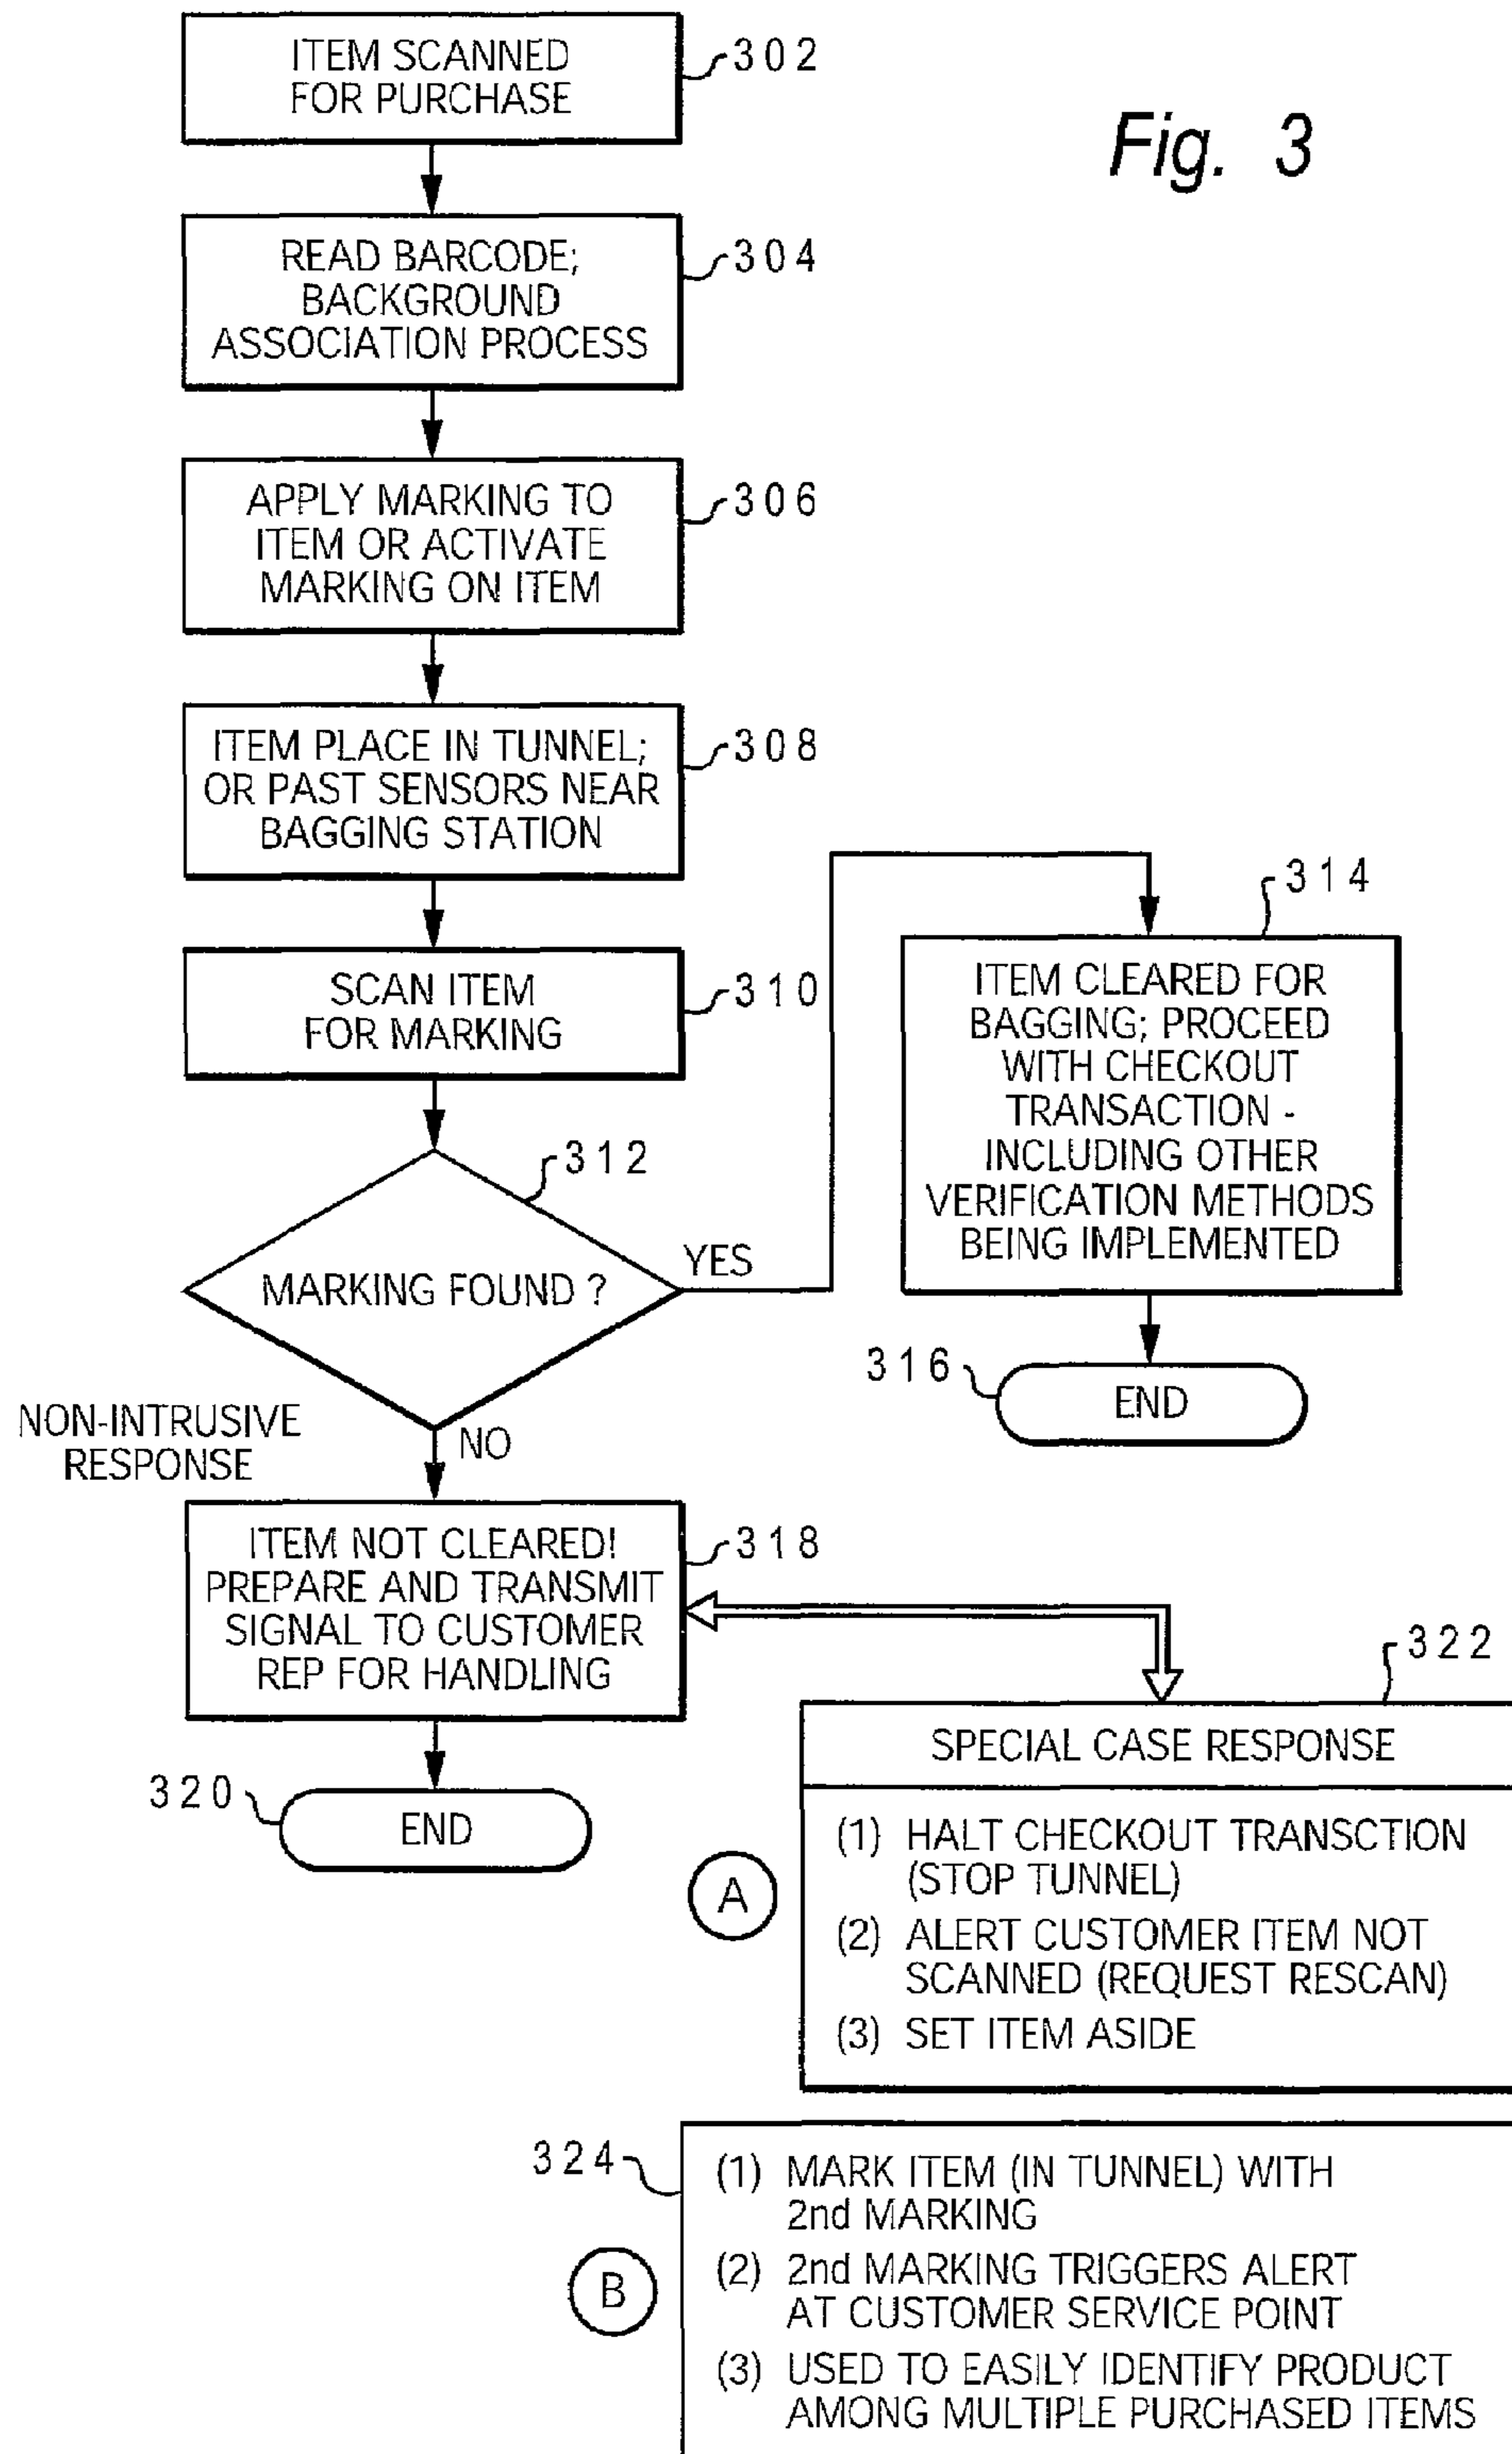 Fig. 3
ITEM SCANNED
FOR PURCHASE
302
READ BARCODE;
BACKGROUND
ASSOCIATION PROCESS
304
APPLY MARKING TO
ITEM OR ACTIVATE
MARKING ON ITEM
306
ITEM PLACE IN TUNNEL;
OR PAST SENSORS NEAR
BAGGING STATION
308
SCAN ITEM
FOR MARKING
310
312
MARKING FOUND ?
YES
314
ITEM CLEARED FOR
BAGGING; PROCEED
WITH CHECKOUT
TRANSACTION -
INCLUDING OTHER
VERIFICATION METHODS
BEING IMPLEMENTED
316
END
NON-INTRUSIVE
RESPONSE
NO
ITEM NOT CLEARED!
PREPARE AND TRANSMIT
SIGNAL TO CUSTOMER
REP FOR HANDLING
318
320
END
322
SPECIAL CASE RESPONSE
A
(1) HALT CHECKOUT TRANSCTION
(STOP TUNNEL)
(2) ALERT CUSTOMER ITEM NOT
SCANNED (REQUEST RESCAN)
(3) SET ITEM ASIDE
324
B
(1) MARK ITEM (IN TUNNEL) WITH
2nd MARKING
(2) 2nd MARKING TRIGGERS ALERT
AT CUSTOMER SERVICE POINT
(3) USED TO EASILY IDENTIFY PRODUCT
AMONG MULTIPLE PURCHASED ITEMS